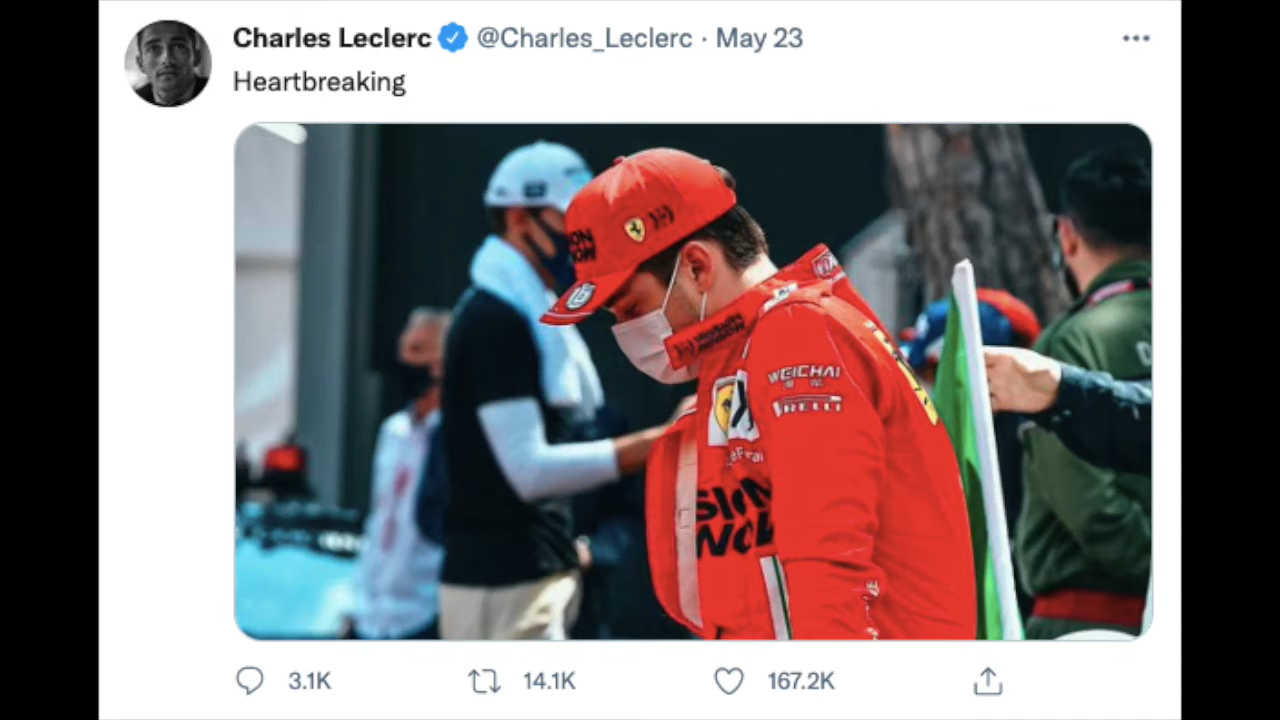 Charles Leclerc @Charles_Leclerc · May 23
Heartbreaking
WEICHAI
PIRELLI
3.1K 14.1K 167.2K